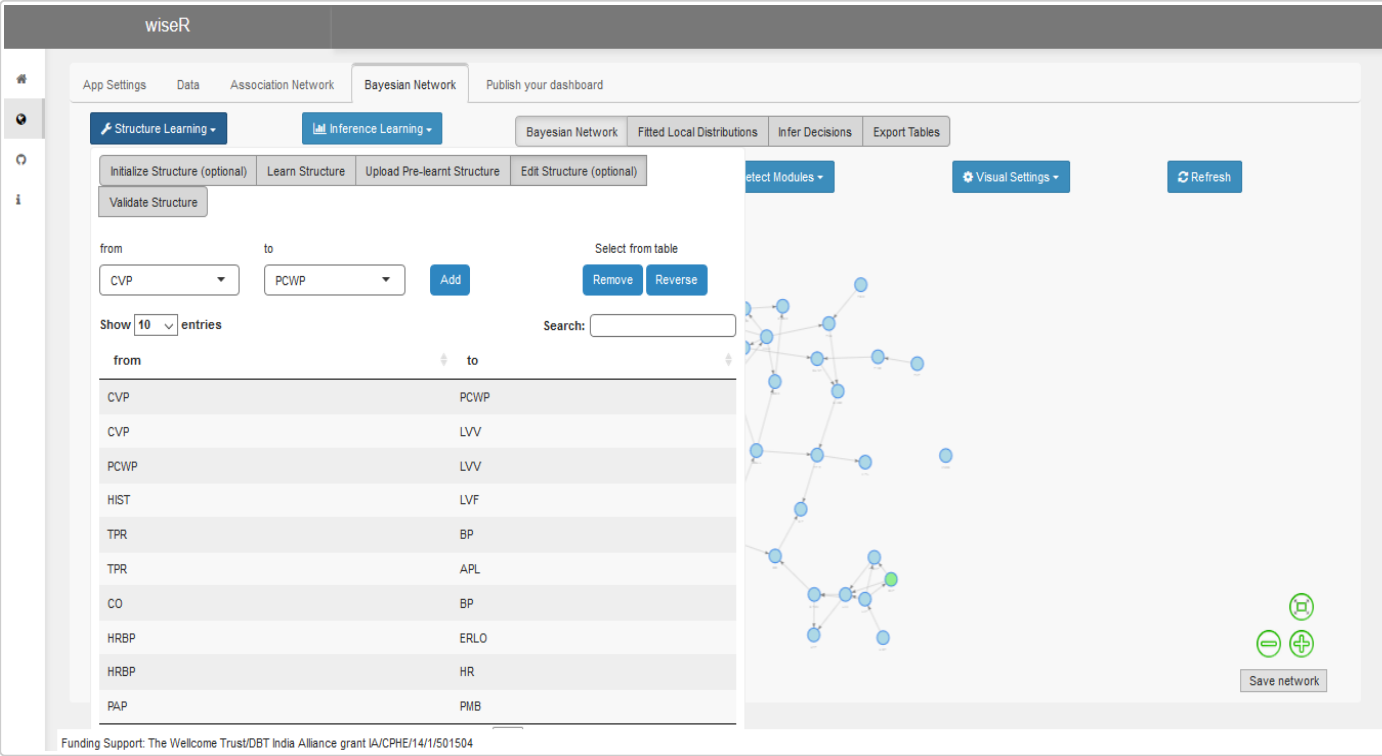 wiseR
App Settings Data Association Network Bayesian Network Publish your dashboard
Structure Learning Inference Learning Bayesian Network Fitted Local Distributions Infer Decisions Export Tables
Initialize Structure (optional) Learn Structure Upload Pre-learnt Structure Edit Structure (optional)
etect Modules Visual Settings Refresh
Validate Structure
from to Select from table
CVP PCWP Add Remove Reverse
Show 10 entries Search:
from to
CVP PCWP
CVP LVV
PCWP LVV
HIST LVF
TPR BP
TPR APL
CO BP
HRBP ERLO
HRBP HR
PAP PMB
Save network
Funding Support: The Wellcome Trust/DBT India Alliance grant IA/CPHE/14/1/501504